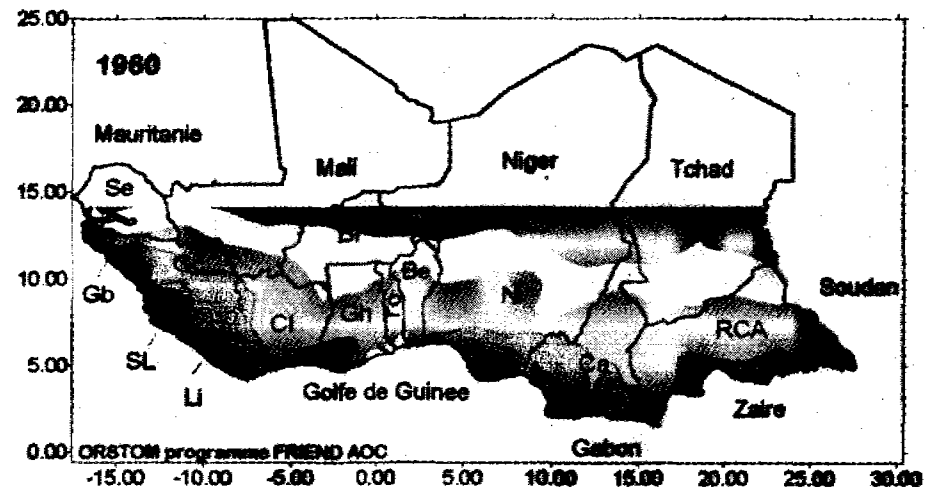 25.00
1960
20.00
Mauritanie
Mali
Niger
Tchad
15.00
Se
Be
10.00
Gb
Soudan
CI
Gh
N
RCA
SL
5.00
Ca
Li
Golfe de Guinee
Zaire
Gabon
0.00
ORSTOM programme FRIEND AOC
-15.00 -10.00 -5.00 0.00 5.00 10.00 15.00 20.00 25.00 30.00